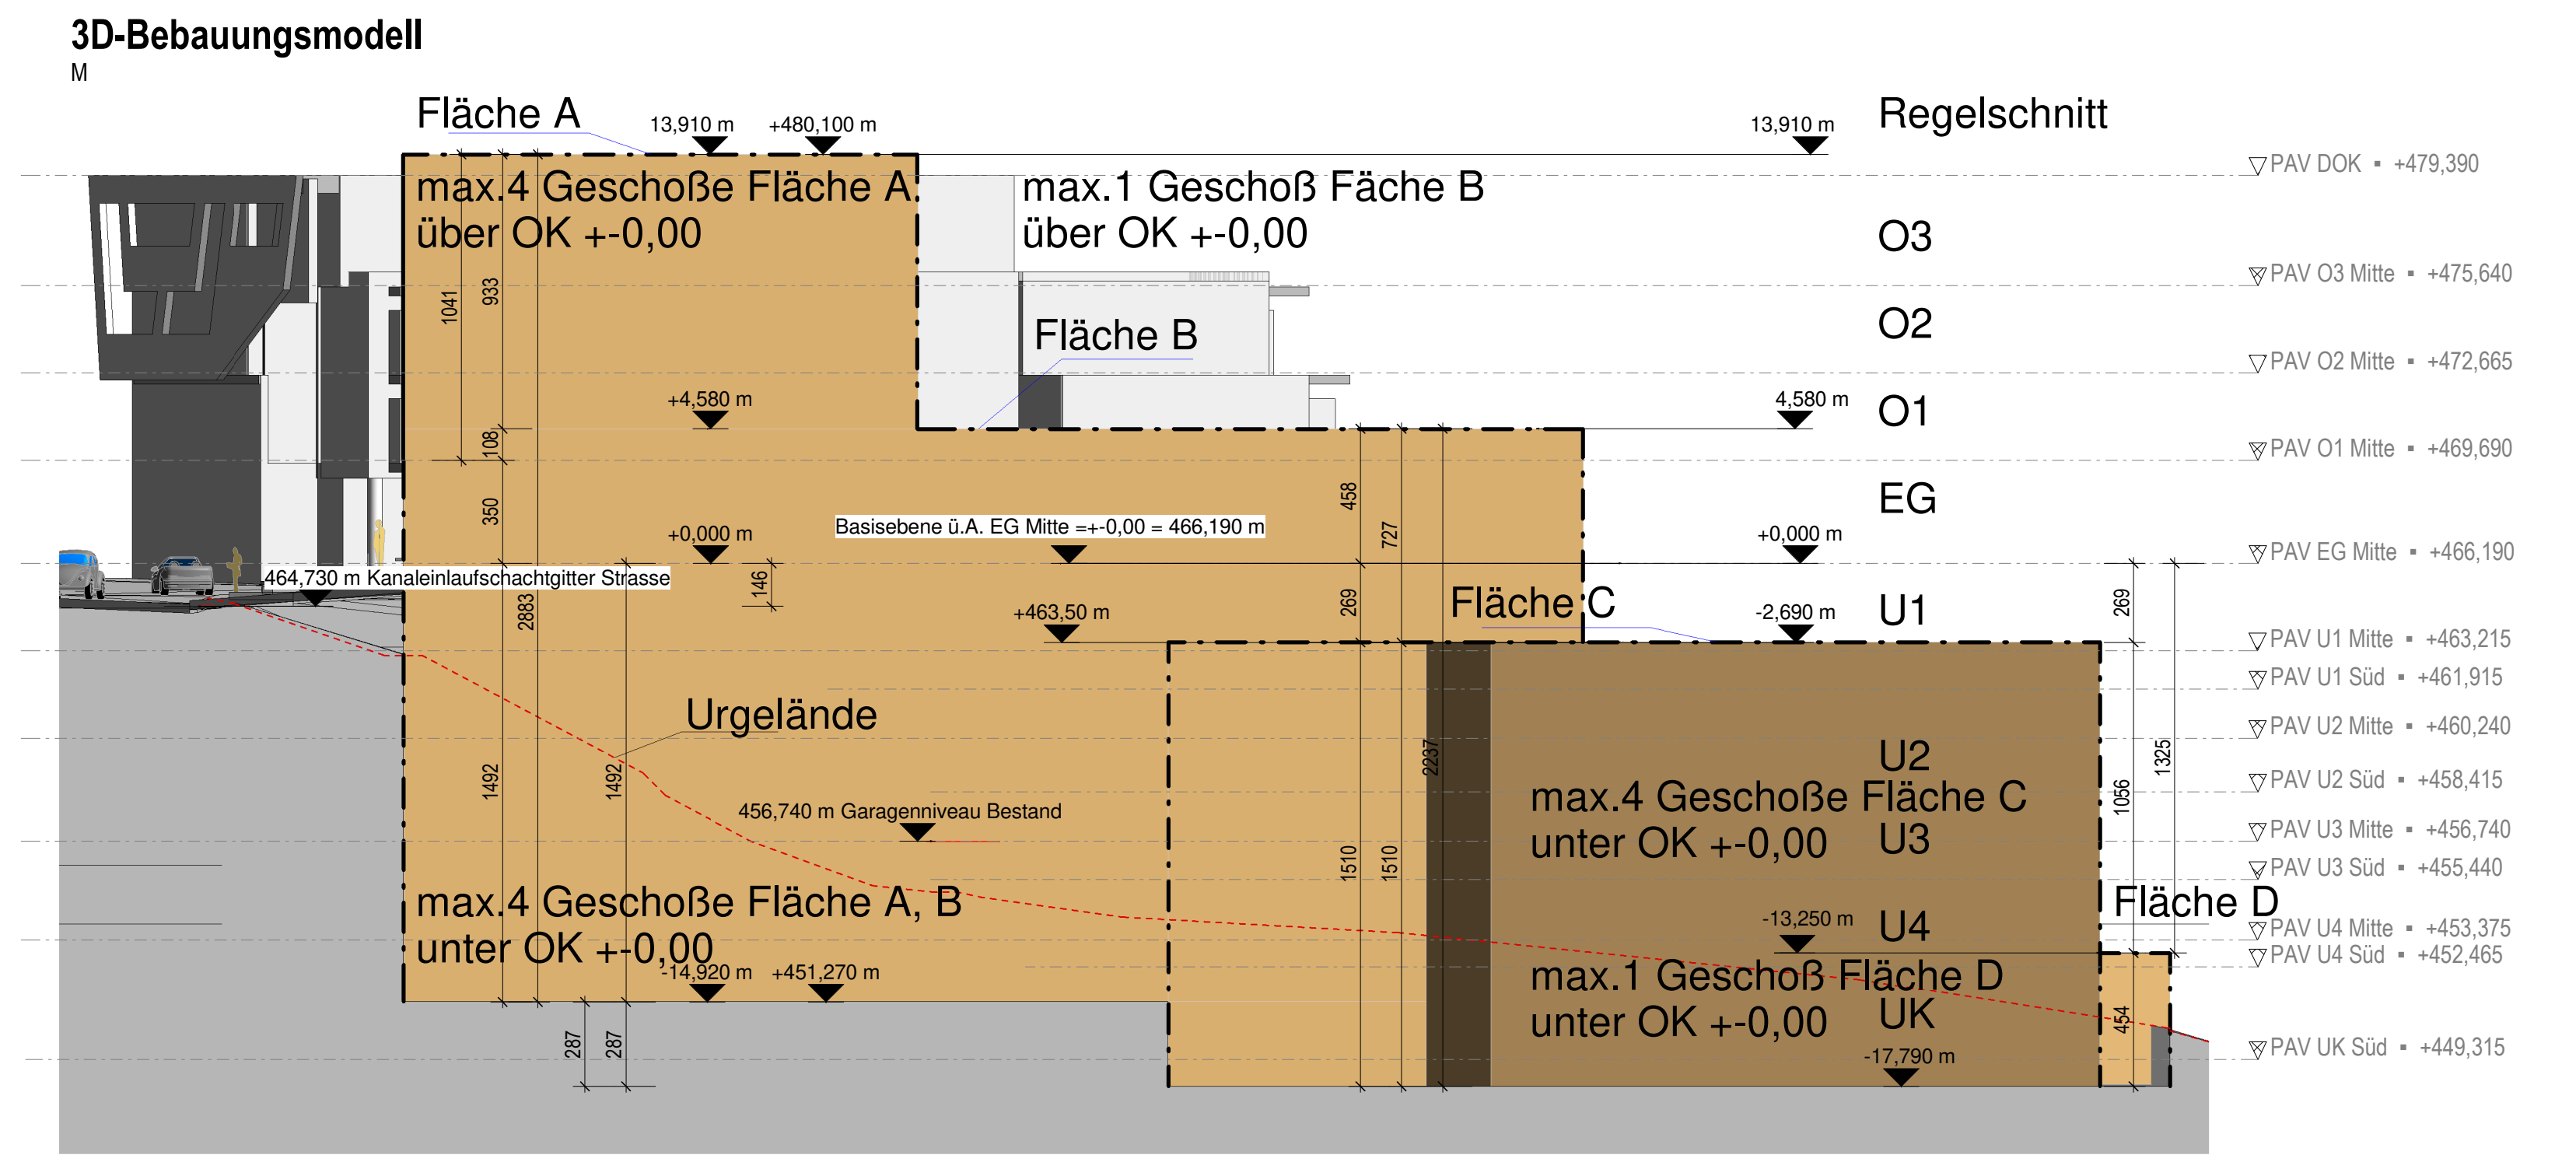 3D-Bebauungsmodell
M
Fläche A
13,910 m
+480,100 m
13,910 m
Regelschnitt
PAV DOK ▪ +479,390
max.4 Geschoße Fläche A
über OK +-0,00
max.1 Geschoß Fäche B
über OK +-0,00
O3
PAV O3 Mitte ▪ +475,640
1041
933
Fläche B
O2
PAV O2 Mitte ▪ +472,665
+4,580 m
4,580 m
O1
108
PAV O1 Mitte ▪ +469,690
350
458
EG
Basisebene ü.A. EG Mitte =+-0,00 = 466,190 m
727
+0,000 m
+0,000 m
PAV EG Mitte ▪ +466,190
464,730 m Kanaleinlaufschachtgitter Strasse
146
2883
+463,50 m
269
Fläche C
-2,690 m
U1
269
PAV U1 Mitte ▪ +463,215
PAV U1 Süd ▪ +461,915
Urgelände
PAV U2 Mitte ▪ +460,240
1492
1492
2237
U2
1325
PAV U2 Süd ▪ +458,415
456,740 m Garagenniveau Bestand
max.4 Geschoße Fläche C
unter OK +-0,00
U3
1056
PAV U3 Mitte ▪ +456,740
1510
1510
PAV U3 Süd ▪ +455,440
max.4 Geschoße Fläche A, B
unter OK +-0,00
Fläche D
-13,250 m
U4
PAV U4 Mitte ▪ +453,375
PAV U4 Süd ▪ +452,465
-14,920 m
+451,270 m
max.1 Geschoß Fläche D
unter OK +-0,00
UK
454
287
287
-17,790 m
PAV UK Süd ▪ +449,315